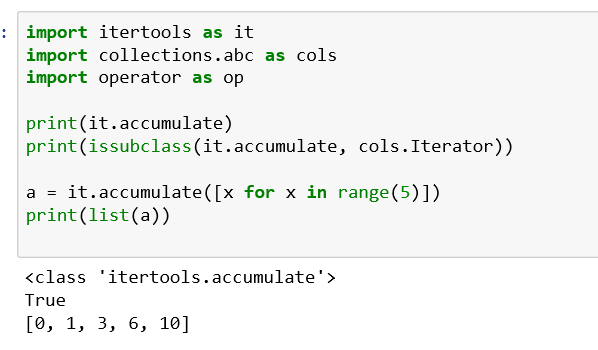 :
import itertools as it
import collections.abc as cols
import operator as op
print(it.accumulate)
print(issubclass(it.accumulate, cols.Iterator))
a = it.accumulate([x for x in range(5)])
print(list(a))
<class 'itertools.accumulate'>
True
[0, 1, 3, 6, 10]